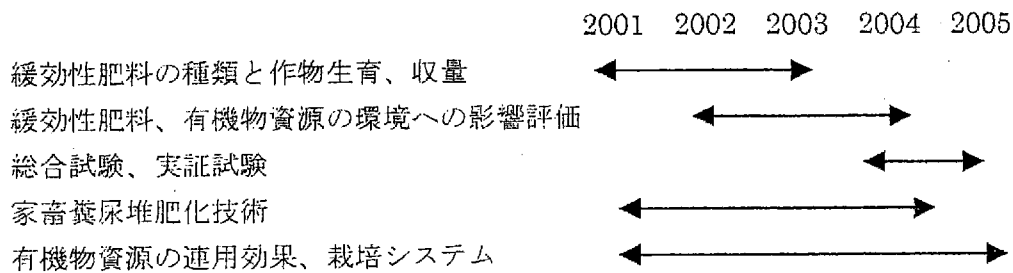 2001 2002 2003 2004 2005
緩効性肥料の種類と作物生育、収量
緩効性肥料、有機物資源の環境への影響評価
総合試験、実証試験
家畜糞尿堆肥化技術
有機物資源の連用効果、栽培システム